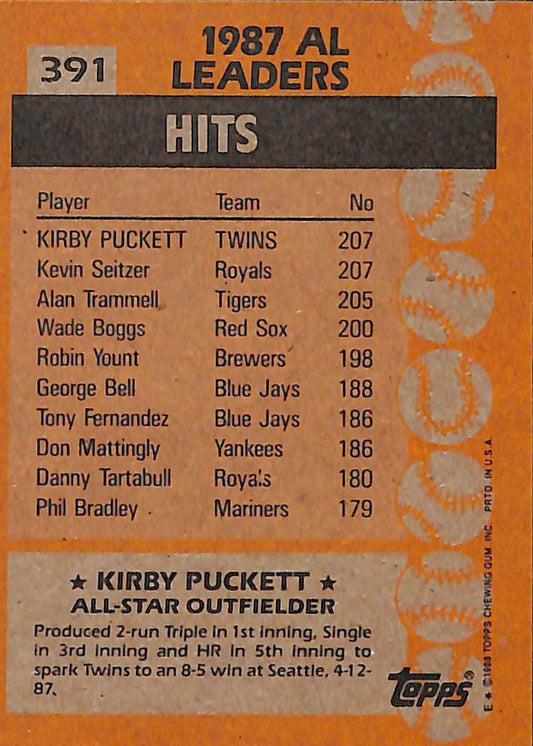 391
1987 AL
LEADERS
HITS
Player Team No
KIRBY PUCKETT TWINS 207
Kevin Seitzer Royals 207
Alan Trammell Tigers 205
Wade Boggs Red Sox 200
Robin Yount Brewers 198
George Bell Blue Jays 188
Tony Fernandez Blue Jays 186
Don Mattingly Yankees 186
Danny Tartabull Royals 180
Phil Bradley Mariners 179
★ KIRBY PUCKETT ★
ALL-STAR OUTFIELDER
Produced 2-run Triple in 1st inning, Single
in 3rd inning and HR in 5th inning to
spark Twins to an 8-5 win at Seattle, 4-12-
87.
TOPPS®
E ★ ©1988 TOPPS CHEWING GUM, INC. PRTD. IN U.S.A.